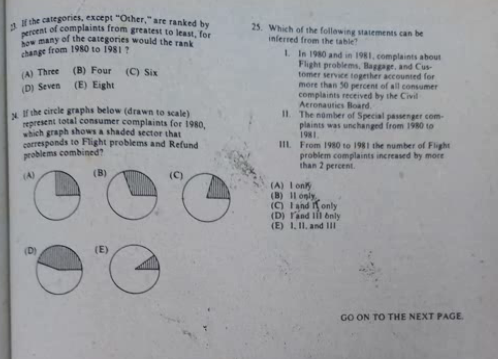 23. If the categories, except "Other," are ranked by
percent of complaints from greatest to least, for
how many of the categories would the rank
change from 1980 to 1981 ?
(A) Three (B) Four (C) Six
(D) Seven (E) Eight
24. If the circle graphs below (drawn to scale)
represent total consumer complaints for 1980,
which graph shows a shaded sector that
corresponds to Flight problems and Refund
problems combined?
(A) (B) (C)
(D) (E)
25. Which of the following statements can be
inferred from the table?
I. In 1980 and in 1981, complaints about
Flight problems, Baggage, and Cus-
tomer service together accounted for
more than 50 percent of all consumer
complaints received by the Civil
Aeronautics Board.
II. The number of Special passenger com-
plaints was unchanged from 1980 to
1981.
III. From 1980 to 1981 the number of Flight
problem complaints increased by more
than 2 percent.
(A) I only
(B) II only
(C) I and II only
(D) I and III only
(E) I, II, and III
GO ON TO THE NEXT PAGE.